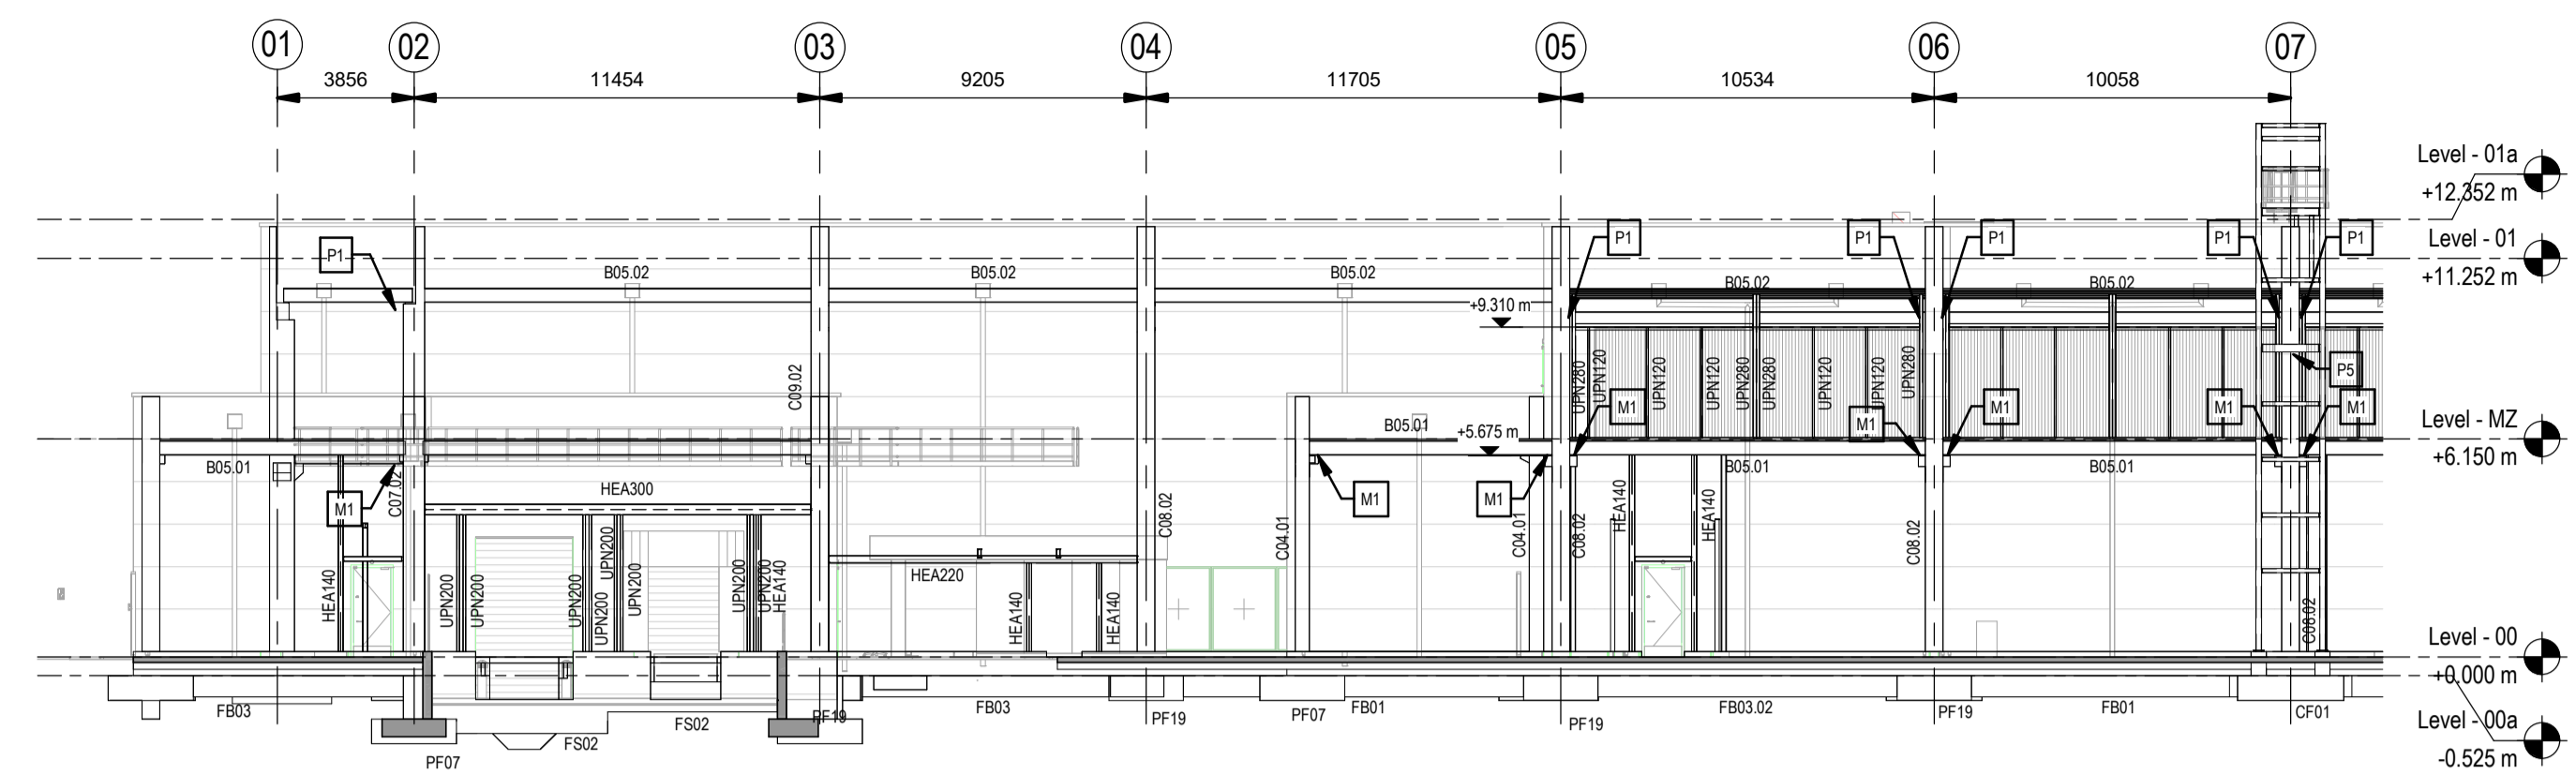 01
02
03
04
05
06
07
3856
11454
9205
11705
10534
10058
Level - 01a
+12.352 m
Level - 01
+11.252 m
P1
P1
P1
P1
P1
P1
B05.02
B05.02
B05.02
B05.02
B05.02
+9.310 m
C09.02
UPN280
UPN120
UPN120
UPN120
UPN280
UPN280
UPN120
UPN120
UPN280
P5
M1
M1
M1
M1
M1
Level - MZ
+6.150 m
B05.01
+5.675 m
B05.01
B05.01
B05.01
HEA300
M1
C07.02
M1
M1
C08.02
C04.01
C04.01
C08.02
HEA140
HEA140
C08.02
HEA140
UPN200
UPN200
UPN200
UPN200
UPN200
UPN200
UPN200
UPN200
HEA140
HEA220
HEA140
HEA140
C08.02
Level - 00
+0.000 m
FB03
PF07
FS02
FS02
PF19
FB03
PF19
PF07
FB01
PF19
FB03.02
PF19
FB01
CF01
Level - 00a
-0.525 m